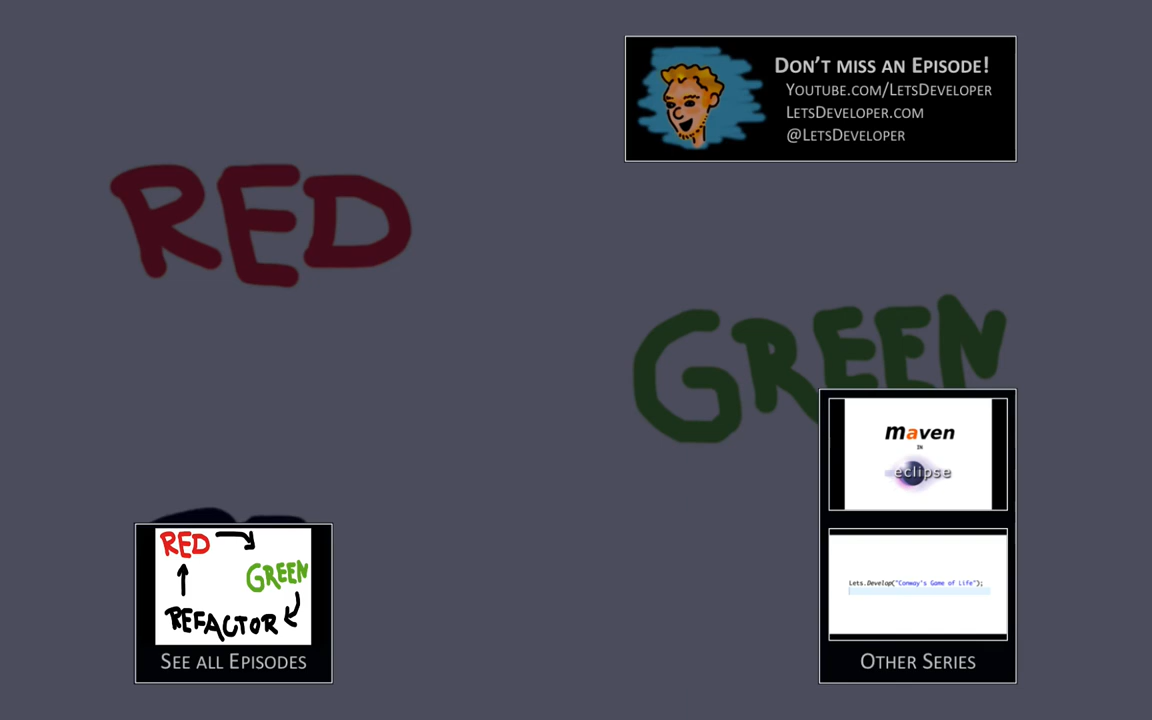 RED
DON'T MISS AN EPISODE!
YOUTUBE.COM/LETSDEVELOPER
LETSDEVELOPER.COM
@LETSDEVELOPER
GREEN
maven
IN
eclipse
Lets.Develop("Conway's Game of Life");
OTHER SERIES
RED
GREEN
REFACTOR
SEE ALL EPISODES